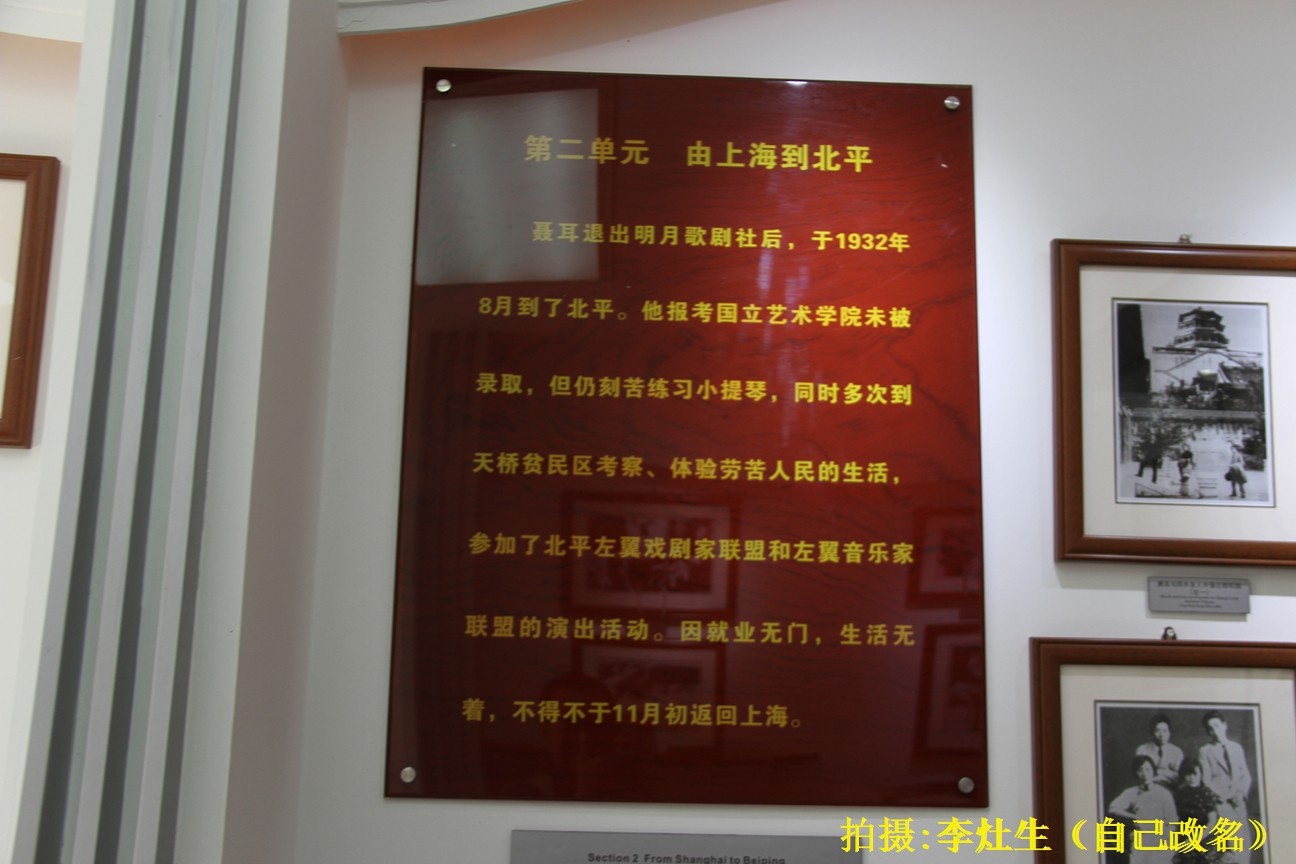 第二单元　由上海到北平
聂耳退出明月歌剧社后，于1932年
8月到了北平。他报考国立艺术学院未被
录取，但仍刻苦练习小提琴，同时多次到
天桥贫民区考察、体验劳苦人民的生活，
参加了北平左翼戏剧家联盟和左翼音乐家
联盟的演出活动。因就业无门，生活无
着，不得不于11月初返回上海。
Section 2 From Shanghai to Beiping
拍摄:李灶生（自己改名）